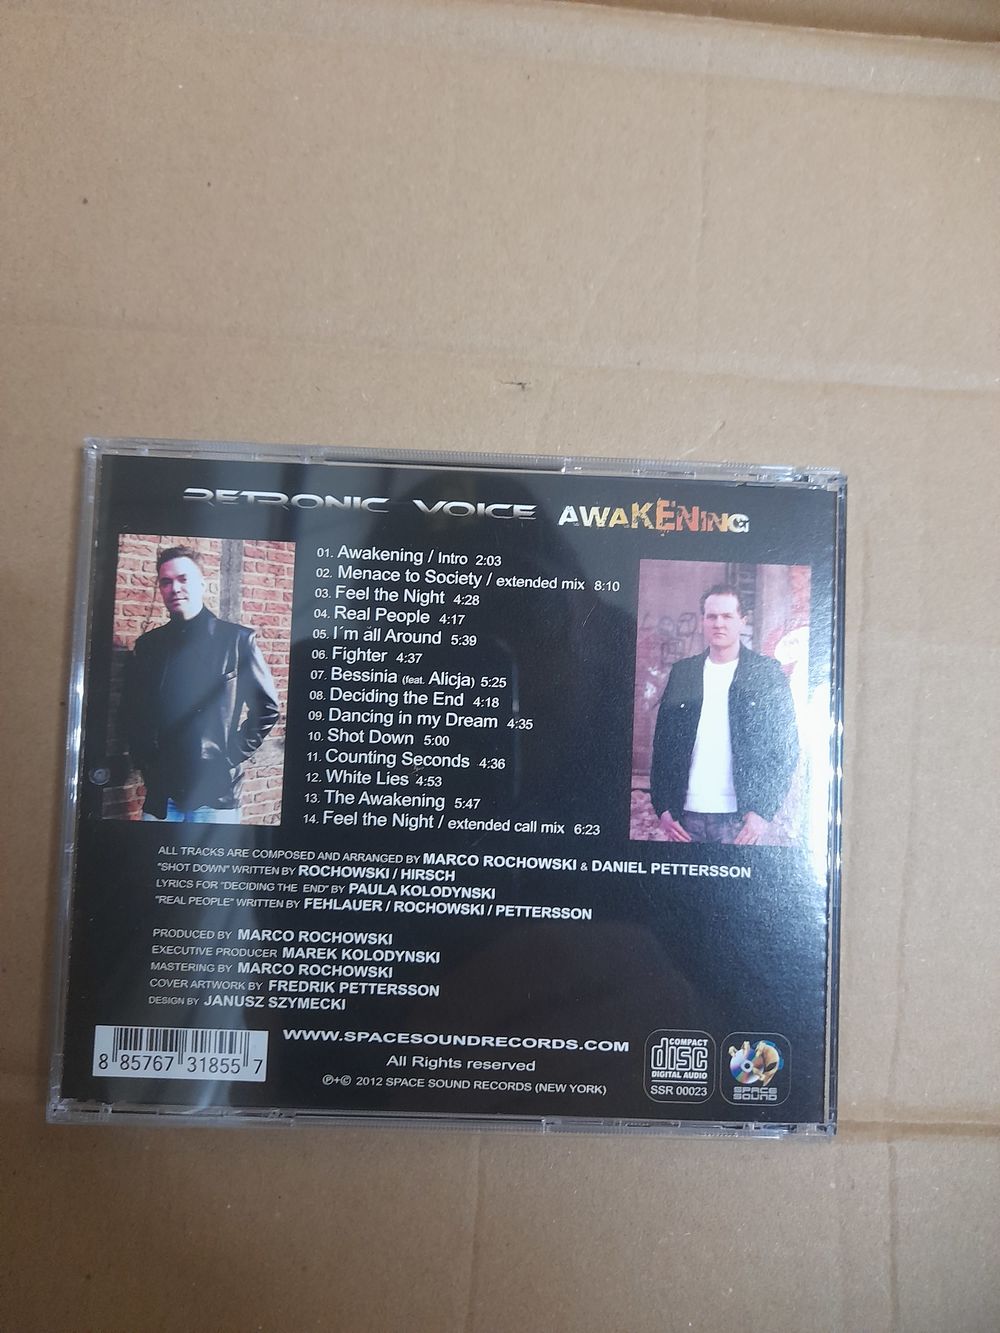 RETRONIC VOICE AWAKENING
01. Awakening / Intro 2:03
02. Menace to Society / extended mix 8:10
03. Feel the Night 4:28
04. Real People 4:17
05. I´m all Around 5:39
06. Fighter 4:37
07. Bessinia (feat. Alicja) 5:25
08. Deciding the End 4:18
09. Dancing in my Dream 4:35
10. Shot Down 5:00
11. Counting Seconds 4:36
12. White Lies 4:53
13. The Awakening 5:47
14. Feel the Night / extended call mix 6:23
ALL TRACKS ARE COMPOSED AND ARRANGED BY MARCO ROCHOWSKI & DANIEL PETTERSSON
"SHOT DOWN" WRITTEN BY ROCHOWSKI / HIRSCH
LYRICS FOR "DECIDING THE END" BY PAULA KOLODYNSKI
"REAL PEOPLE" WRITTEN BY FEHLAUER / ROCHOWSKI / PETTERSSON
PRODUCED BY MARCO ROCHOWSKI
EXECUTIVE PRODUCER MAREK KOLODYNSKI
MASTERING BY MARCO ROCHOWSKI
COVER ARTWORK BY FREDRIK PETTERSSON
DESIGN BY JANUSZ SZYMECKI
8 85767 31855 7
WWW.SPACESOUNDRECORDS.COM
All Rights reserved
℗+© 2012 SPACE SOUND RECORDS (NEW YORK)
COMPACT
disc
DIGITAL AUDIO
SSR 00023
SPACE
SOUND